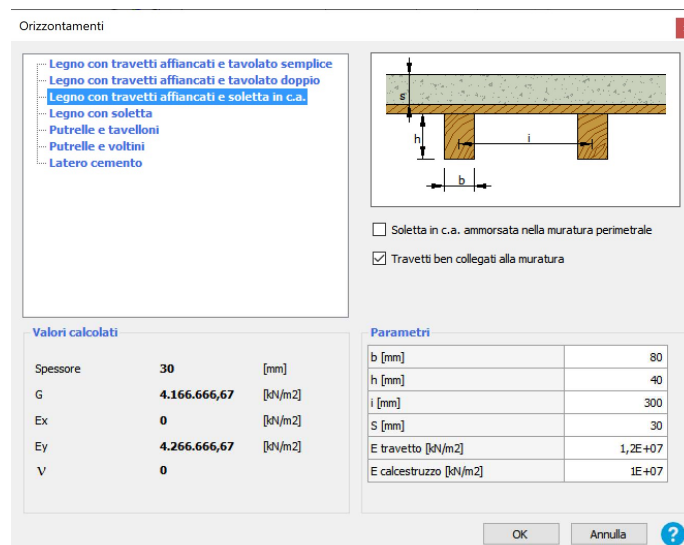 Orizzontamenti
Legno con travetti affiancati e tavolato semplice
Legno con travetti affiancati e tavolato doppio
Legno con travetti affiancati e soletta in c.a.
Legno con soletta
Putrelle e tavelloni
Putrelle e voltini
Latero cemento
s
h
i
b
Soletta in c.a. ammorsata nella muratura perimetrale
Travetti ben collegati alla muratura
Valori calcolati
Spessore 30 [mm]
G 4.166.666,67 [kN/m2]
Ex 0 [kN/m2]
Ey 4.266.666,67 [kN/m2]
ν 0
Parametri
b [mm] 80
h [mm] 40
i [mm] 300
S [mm] 30
E travetto [kN/m2] 1,2E+07
E calcestruzzo [kN/m2] 1E+07
OK Annulla ?